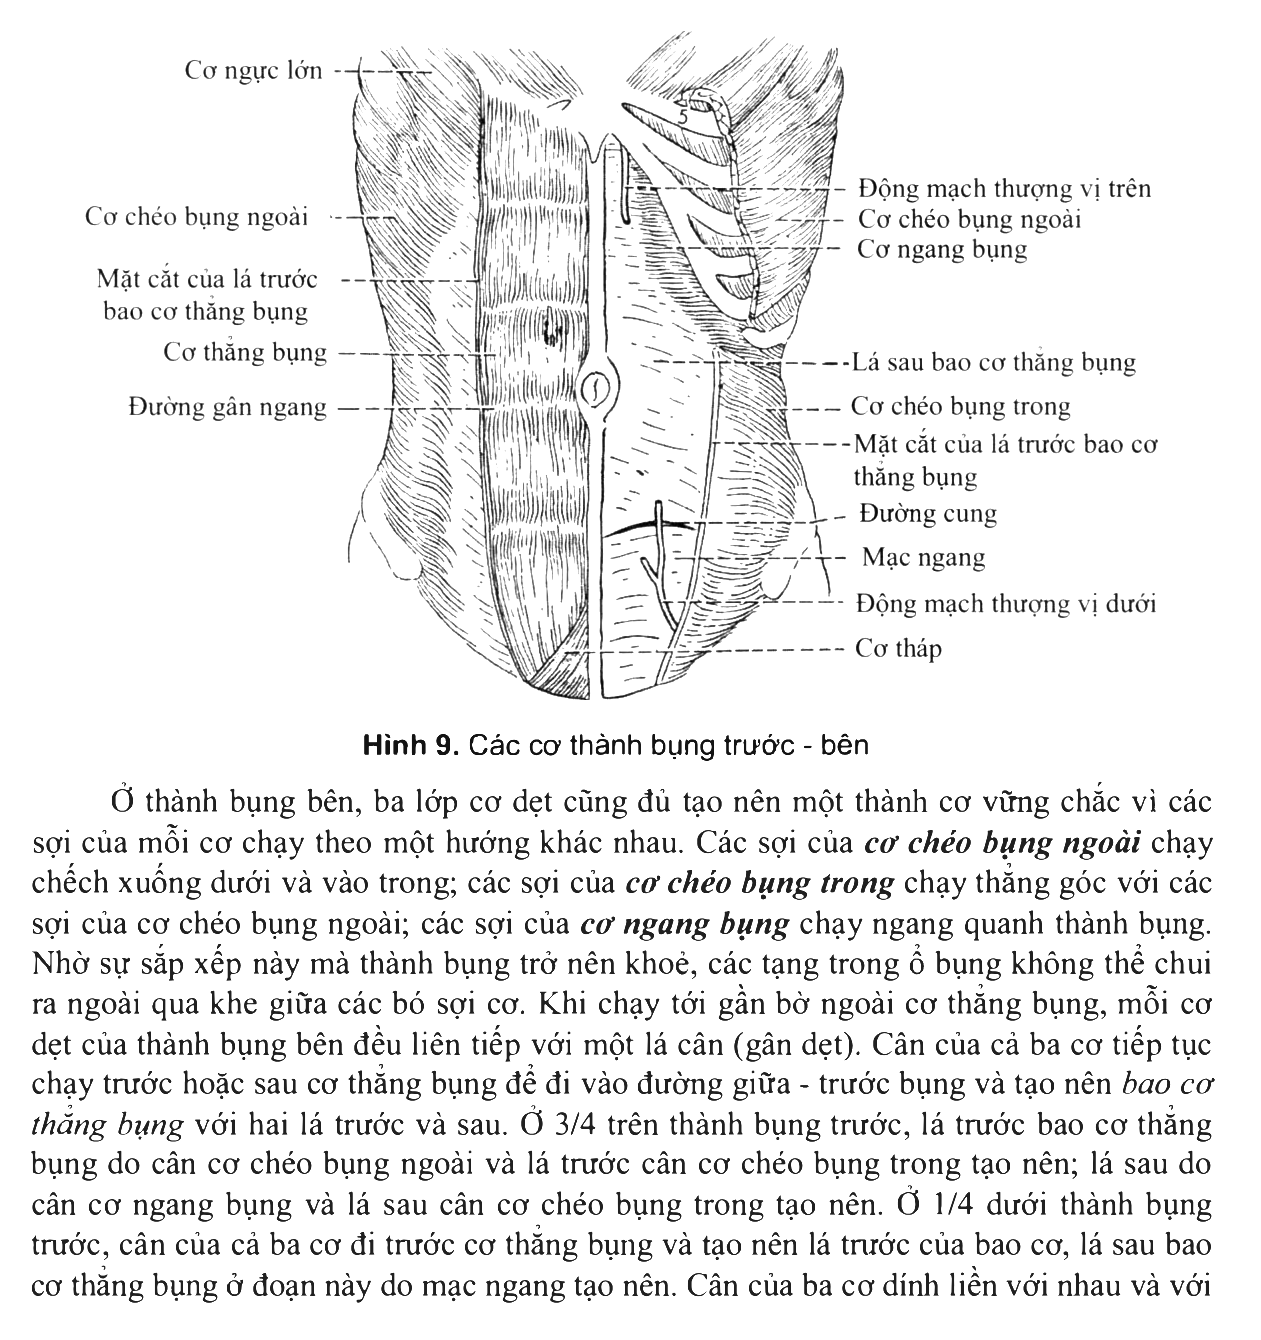 Cơ ngực lớn
Cơ chéo bụng ngoài
Mặt cắt của lá trước
bao cơ thẳng bụng
Cơ thẳng bụng
Đường gân ngang
5
Động mạch thượng vị trên
Cơ chéo bụng ngoài
Cơ ngang bụng
Lá sau bao cơ thẳng bụng
Cơ chéo bụng trong
Mặt cắt của lá trước bao cơ
thẳng bụng
Đường cung
Mạc ngang
Động mạch thượng vị dưới
Cơ tháp
Hình 9. Các cơ thành bụng trước - bên
Ở thành bụng bên, ba lớp cơ dẹt cũng đủ tạo nên một thành cơ vững chắc vì các
sợi của mỗi cơ chạy theo một hướng khác nhau. Các sợi của cơ chéo bụng ngoài chạy
chếch xuống dưới và vào trong; các sợi của cơ chéo bụng trong chạy thẳng góc với các
sợi của cơ chéo bụng ngoài; các sợi của cơ ngang bụng chạy ngang quanh thành bụng.
Nhờ sự sắp xếp này mà thành bụng trở nên khoẻ, các tạng trong ổ bụng không thể chui
ra ngoài qua khe giữa các bó sợi cơ. Khi chạy tới gần bờ ngoài cơ thẳng bụng, mỗi cơ
dẹt của thành bụng bên đều liên tiếp với một lá cân (gân dẹt). Cân của cả ba cơ tiếp tục
chạy trước hoặc sau cơ thẳng bụng để đi vào đường giữa - trước bụng và tạo nên bao cơ
thẳng bụng với hai lá trước và sau. Ở 3/4 trên thành bụng trước, lá trước bao cơ thẳng
bụng do cân cơ chéo bụng ngoài và lá trước cân cơ chéo bụng trong tạo nên; lá sau do
cân cơ ngang bụng và lá sau cân cơ chéo bụng trong tạo nên. Ở 1/4 dưới thành bụng
trước, cân của cả ba cơ đi trước cơ thẳng bụng và tạo nên lá trước của bao cơ, lá sau bao
cơ thẳng bụng ở đoạn này do mạc ngang tạo nên. Cân của ba cơ dính liền với nhau và với